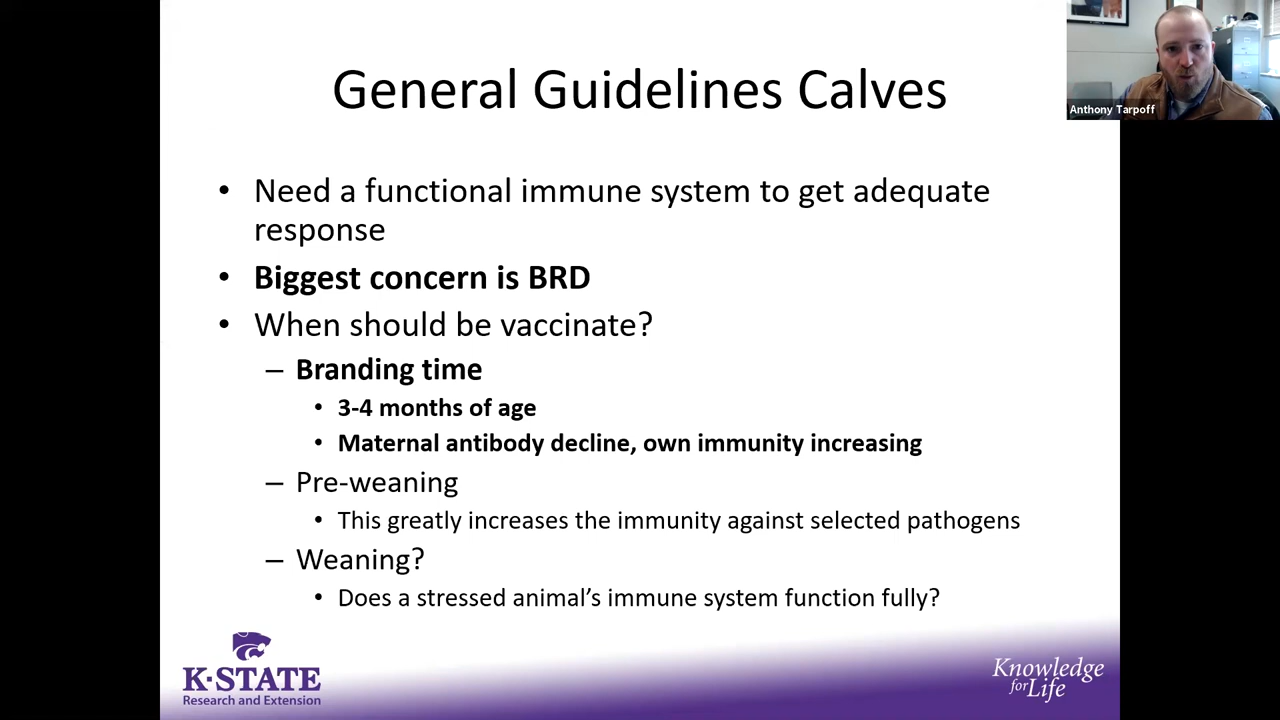 General Guidelines Calves
Anthony Tarpoff
• Need a functional immune system to get adequate
response
• Biggest concern is BRD
• When should be vaccinate?
– Branding time
• 3-4 months of age
• Maternal antibody decline, own immunity increasing
– Pre-weaning
• This greatly increases the immunity against selected pathogens
– Weaning?
• Does a stressed animal’s immune system function fully?
K-STATE
Research and Extension
Knowledge
for Life